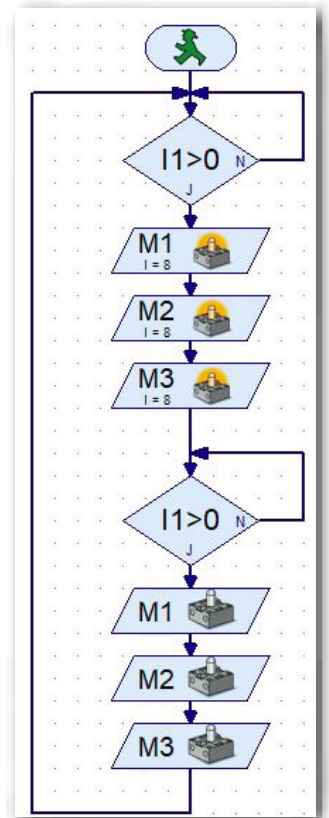 I1>0 N
J
M1
I = 8
M2
I = 8
M3
I = 8
I1>0 N
J
M1
M2
M3